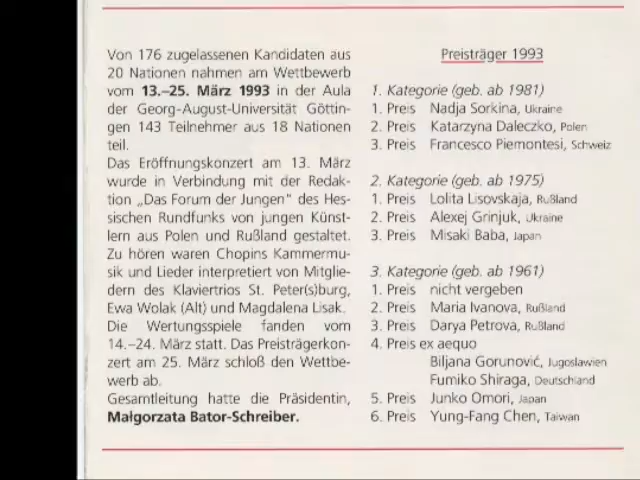 Von 176 zugelassenen Kandidaten aus
20 Nationen nahmen am Wettbewerb
vom 13.–25. März 1993 in der Aula
der Georg-August-Universität Göttin-
gen 143 Teilnehmer aus 18 Nationen
teil.
Das Eröffnungskonzert am 13. März
wurde in Verbindung mit der Redak-
tion „Das Forum der Jungen" des Hes-
sischen Rundfunks von jungen Künst-
lern aus Polen und Rußland gestaltet.
Zu hören waren Chopins Kammermu-
sik und Lieder interpretiert von Mitglie-
dern des Klaviertrios St. Peter(s)burg,
Ewa Wolak (Alt) und Magdalena Lisak.
Die Wertungsspiele fanden vom
14.–24. März statt. Das Preisträgerkon-
zert am 25. März schloß den Wettbe-
werb ab.
Gesamtleitung hatte die Präsidentin,
Małgorzata Bator-Schreiber.
Preisträger 1993
1. Kategorie (geb. ab 1981)
1. Preis Nadja Sorkina, Ukraine
2. Preis Katarzyna Daleczko, Polen
3. Preis Francesco Piemontesi, Schweiz
2. Kategorie (geb. ab 1975)
1. Preis Lolita Lisovskaja, Rußland
2. Preis Alexej Grinjuk, Ukraine
3. Preis Misaki Baba, Japan
3. Kategorie (geb. ab 1961)
1. Preis nicht vergeben
2. Preis Maria Ivanova, Rußland
3. Preis Darya Petrova, Rußland
4. Preis ex aequo
Biljana Gorunović, Jugoslawien
Fumiko Shiraga, Deutschland
5. Preis Junko Omori, Japan
6. Preis Yung-Fang Chen, Taiwan